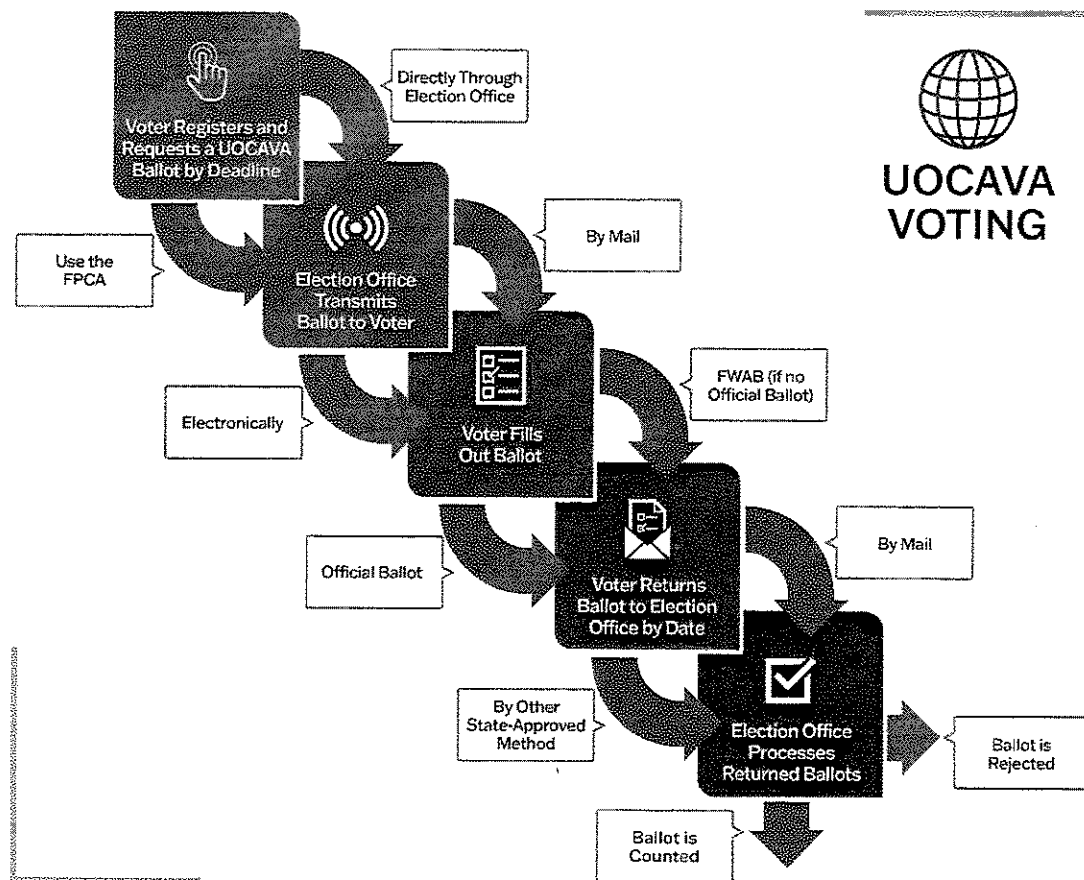 UOCAVA
VOTING
Voter Registers and
Requests a UOCAVA
Ballot by Deadline
Directly Through
Election Office
Use the
FPCA
Election Office
Transmits
Ballot to Voter
By Mail
Electronically
Voter Fills
Out Ballot
FWAB (if no
Official Ballot)
Official Ballot
Voter Returns
Ballot to Election
Office by Date
By Mail
By Other
State-Approved
Method
Election Office
Processes
Returned Ballots
Ballot is
Rejected
Ballot is
Counted